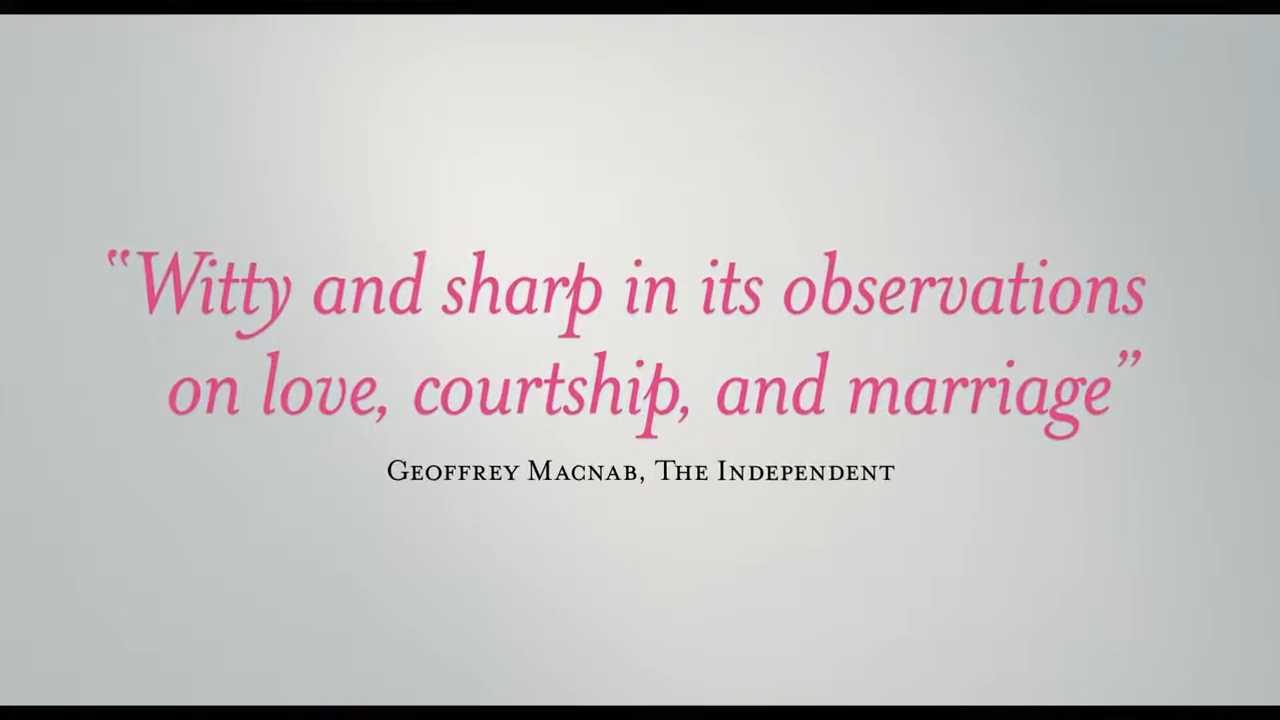 “Witty and sharp in its observations
on love, courtship, and marriage”
Geoffrey Macnab, The Independent